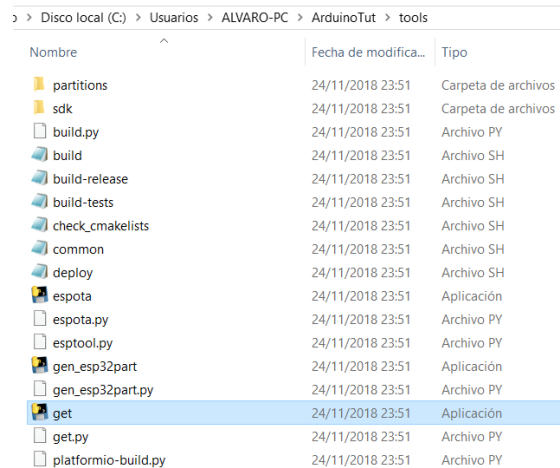 › Disco local (C:) › Usuarios › ALVARO-PC › ArduinoTut › tools
Nombre Fecha de modifica... Tipo
partitions 24/11/2018 23:51 Carpeta de archivos
sdk 24/11/2018 23:51 Carpeta de archivos
build.py 24/11/2018 23:51 Archivo PY
build 24/11/2018 23:51 Archivo SH
build-release 24/11/2018 23:51 Archivo SH
build-tests 24/11/2018 23:51 Archivo SH
check_cmakelists 24/11/2018 23:51 Archivo SH
common 24/11/2018 23:51 Archivo SH
deploy 24/11/2018 23:51 Archivo SH
espota 24/11/2018 23:51 Aplicación
espota.py 24/11/2018 23:51 Archivo PY
esptool.py 24/11/2018 23:51 Archivo PY
gen_esp32part 24/11/2018 23:51 Aplicación
gen_esp32part.py 24/11/2018 23:51 Archivo PY
get 24/11/2018 23:51 Aplicación
get.py 24/11/2018 23:51 Archivo PY
platformio-build.py 24/11/2018 23:51 Archivo PY